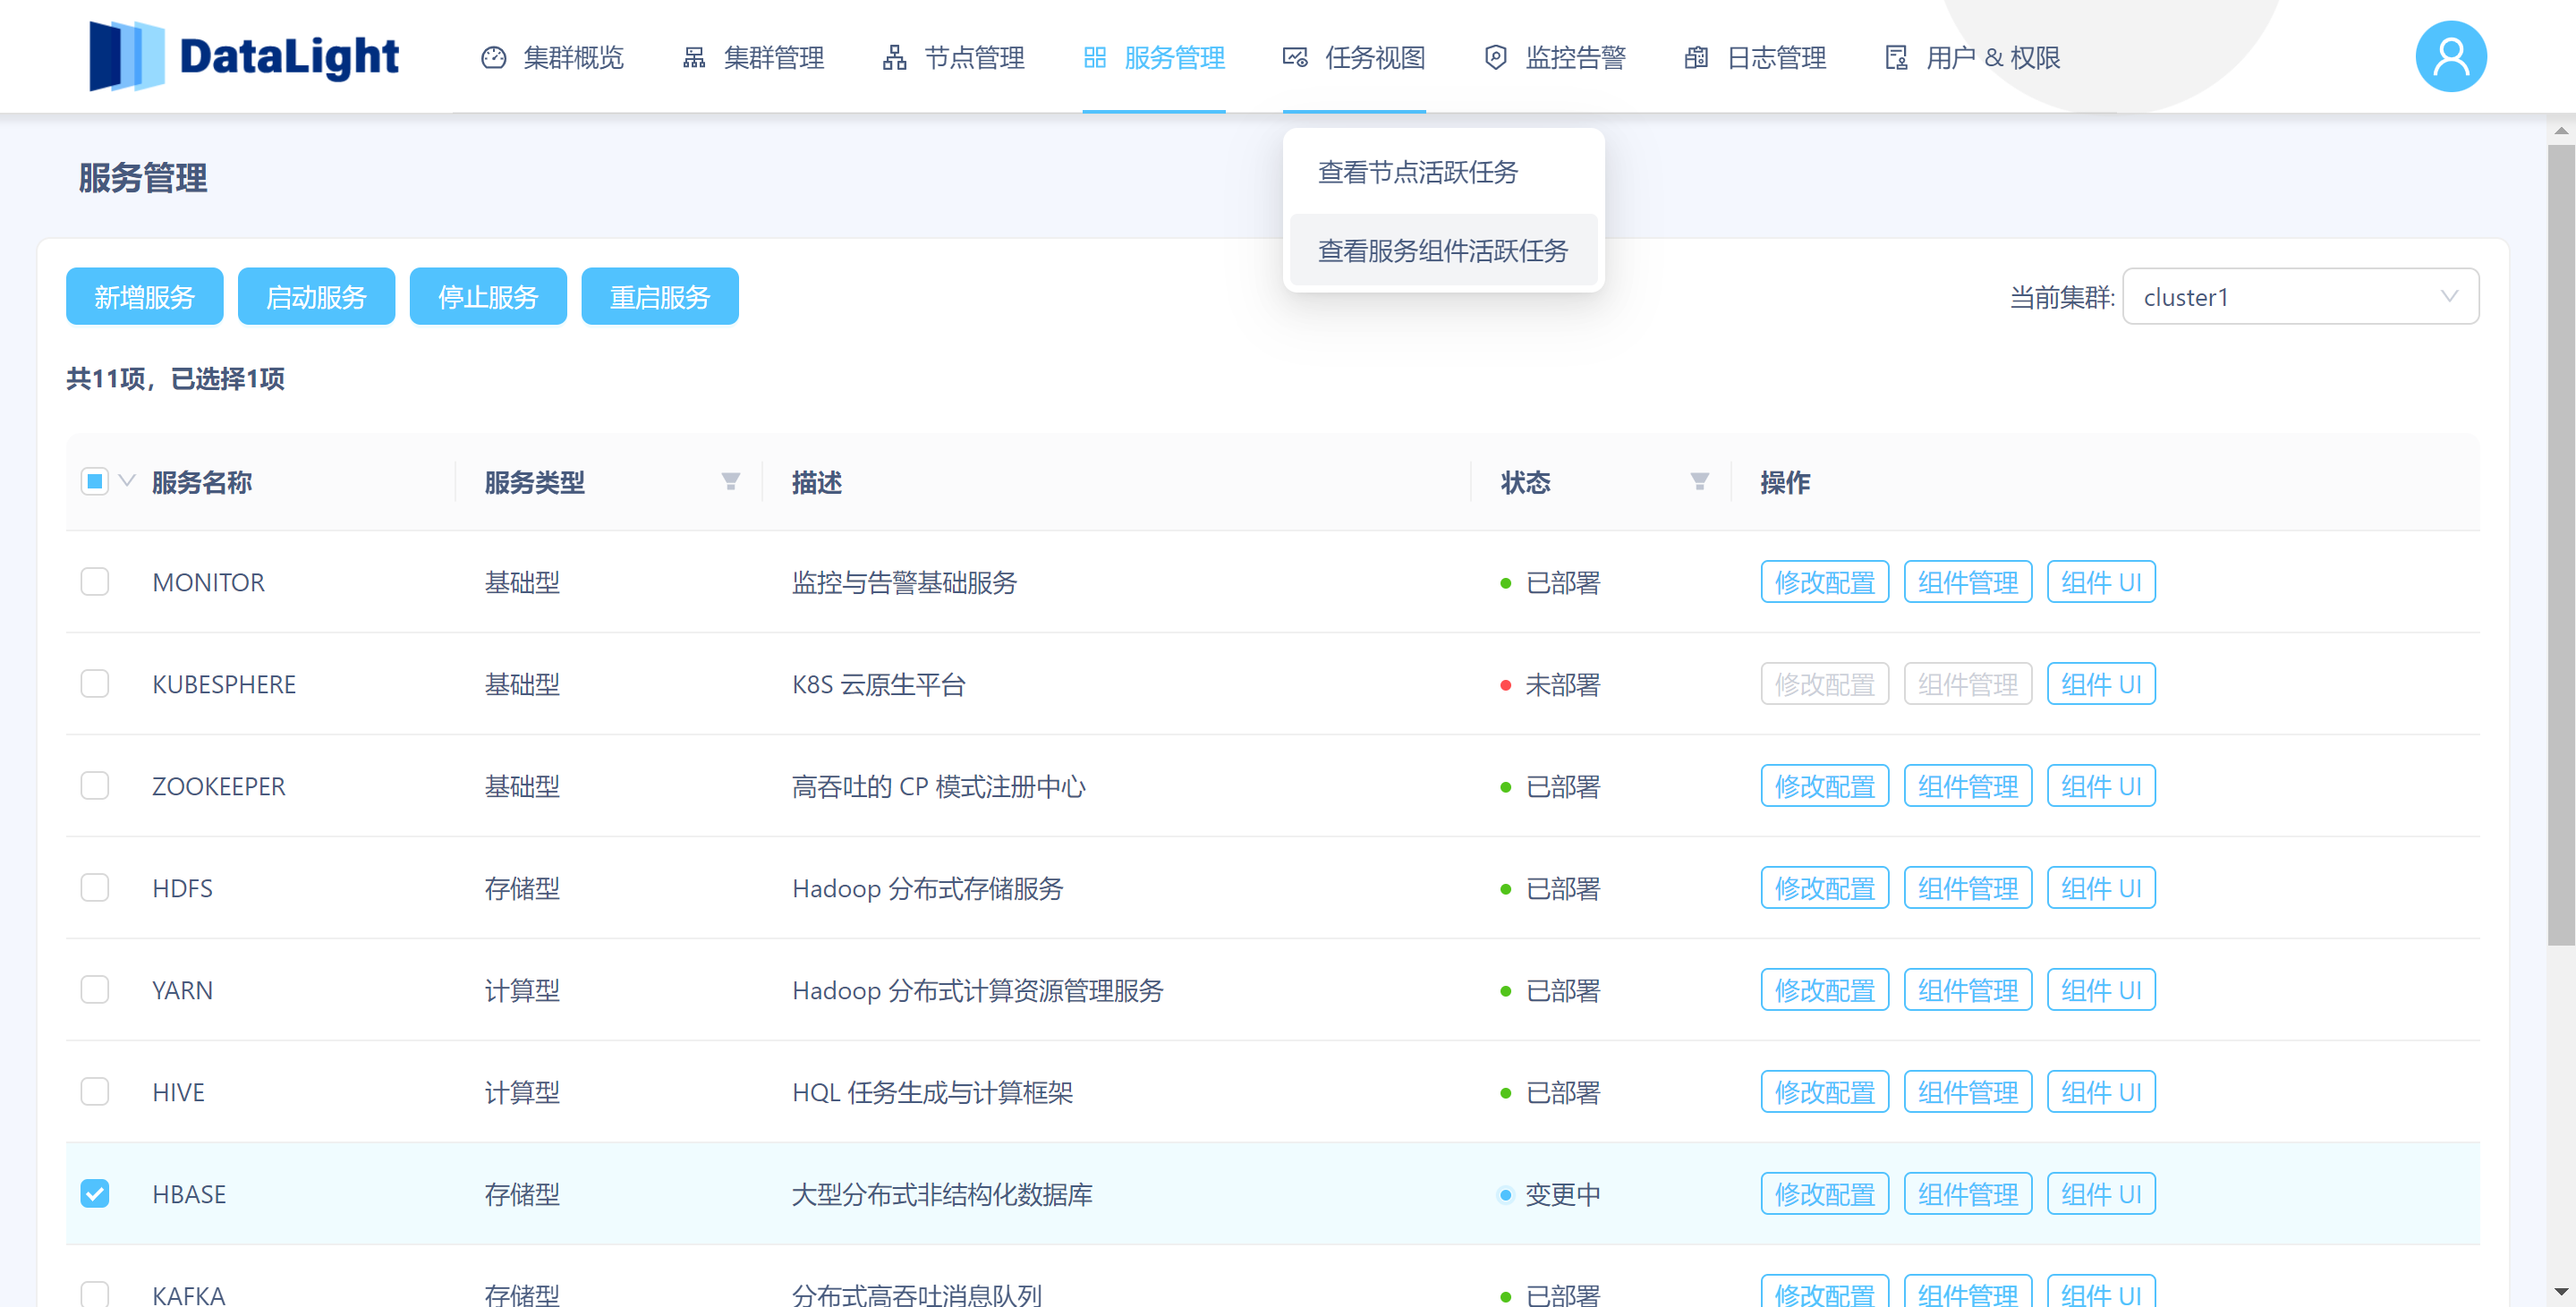 DataLight
集群概览 集群管理 节点管理 服务管理 任务视图 监控告警 日志管理 用户 & 权限
查看节点活跃任务
查看服务组件活跃任务
服务管理
新增服务 启动服务 停止服务 重启服务
当前集群: cluster1
共11项，已选择1项
服务名称 服务类型 描述 状态 操作
MONITOR 基础型 监控与告警基础服务 已部署 修改配置 组件管理 组件 UI
KUBESPHERE 基础型 K8S 云原生平台 未部署 修改配置 组件管理 组件 UI
ZOOKEEPER 基础型 高吞吐的 CP 模式注册中心 已部署 修改配置 组件管理 组件 UI
HDFS 存储型 Hadoop 分布式存储服务 已部署 修改配置 组件管理 组件 UI
YARN 计算型 Hadoop 分布式计算资源管理服务 已部署 修改配置 组件管理 组件 UI
HIVE 计算型 HQL 任务生成与计算框架 已部署 修改配置 组件管理 组件 UI
HBASE 存储型 大型分布式非结构化数据库 变更中 修改配置 组件管理 组件 UI
KAFKA 存储型 分布式高吞吐消息队列 已部署 修改配置 组件管理 组件 UI